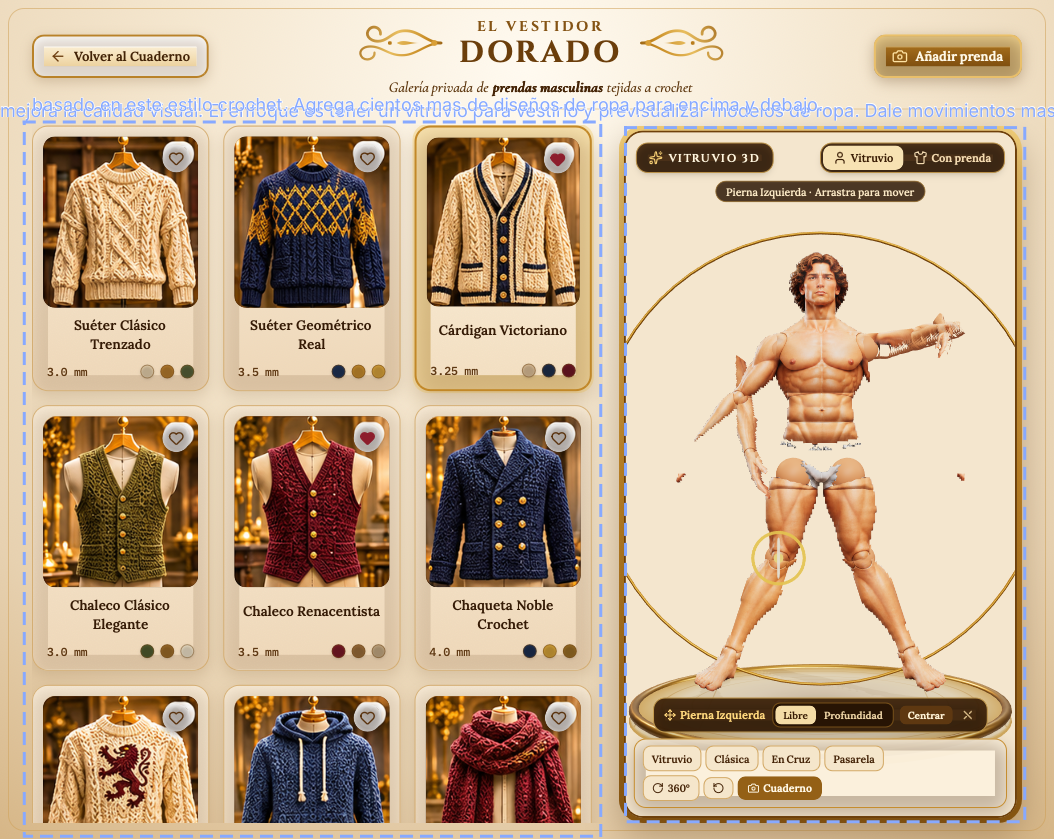 EL VESTIDOR
DORADO
Volver al Cuaderno
Añadir prenda
Galería privada de prendas masculinas tejidas a crochet
basado en este estilo crochet. Agrega cientos mas de diseños de ropa para encima y debajo.
mejora la calidad visual. El enfoque es tener un vitruvio para vestirlo y previsualizar modelos de ropa. Dale movimientos mas
Suéter Clásico
Trenzado
3.0 mm
Suéter Geométrico
Real
3.5 mm
Cárdigan Victoriano
3.25 mm
Chaleco Clásico
Elegante
3.0 mm
Chaleco Renacentista
3.5 mm
Chaqueta Noble
Crochet
4.0 mm
VITRUVIO 3D
Vitruvio
Con prenda
Pierna Izquierda · Arrastra para mover
Pierna Izquierda
Libre
Profundidad
Centrar
Vitruvio
Clásica
En Cruz
Pasarela
360°
Cuaderno